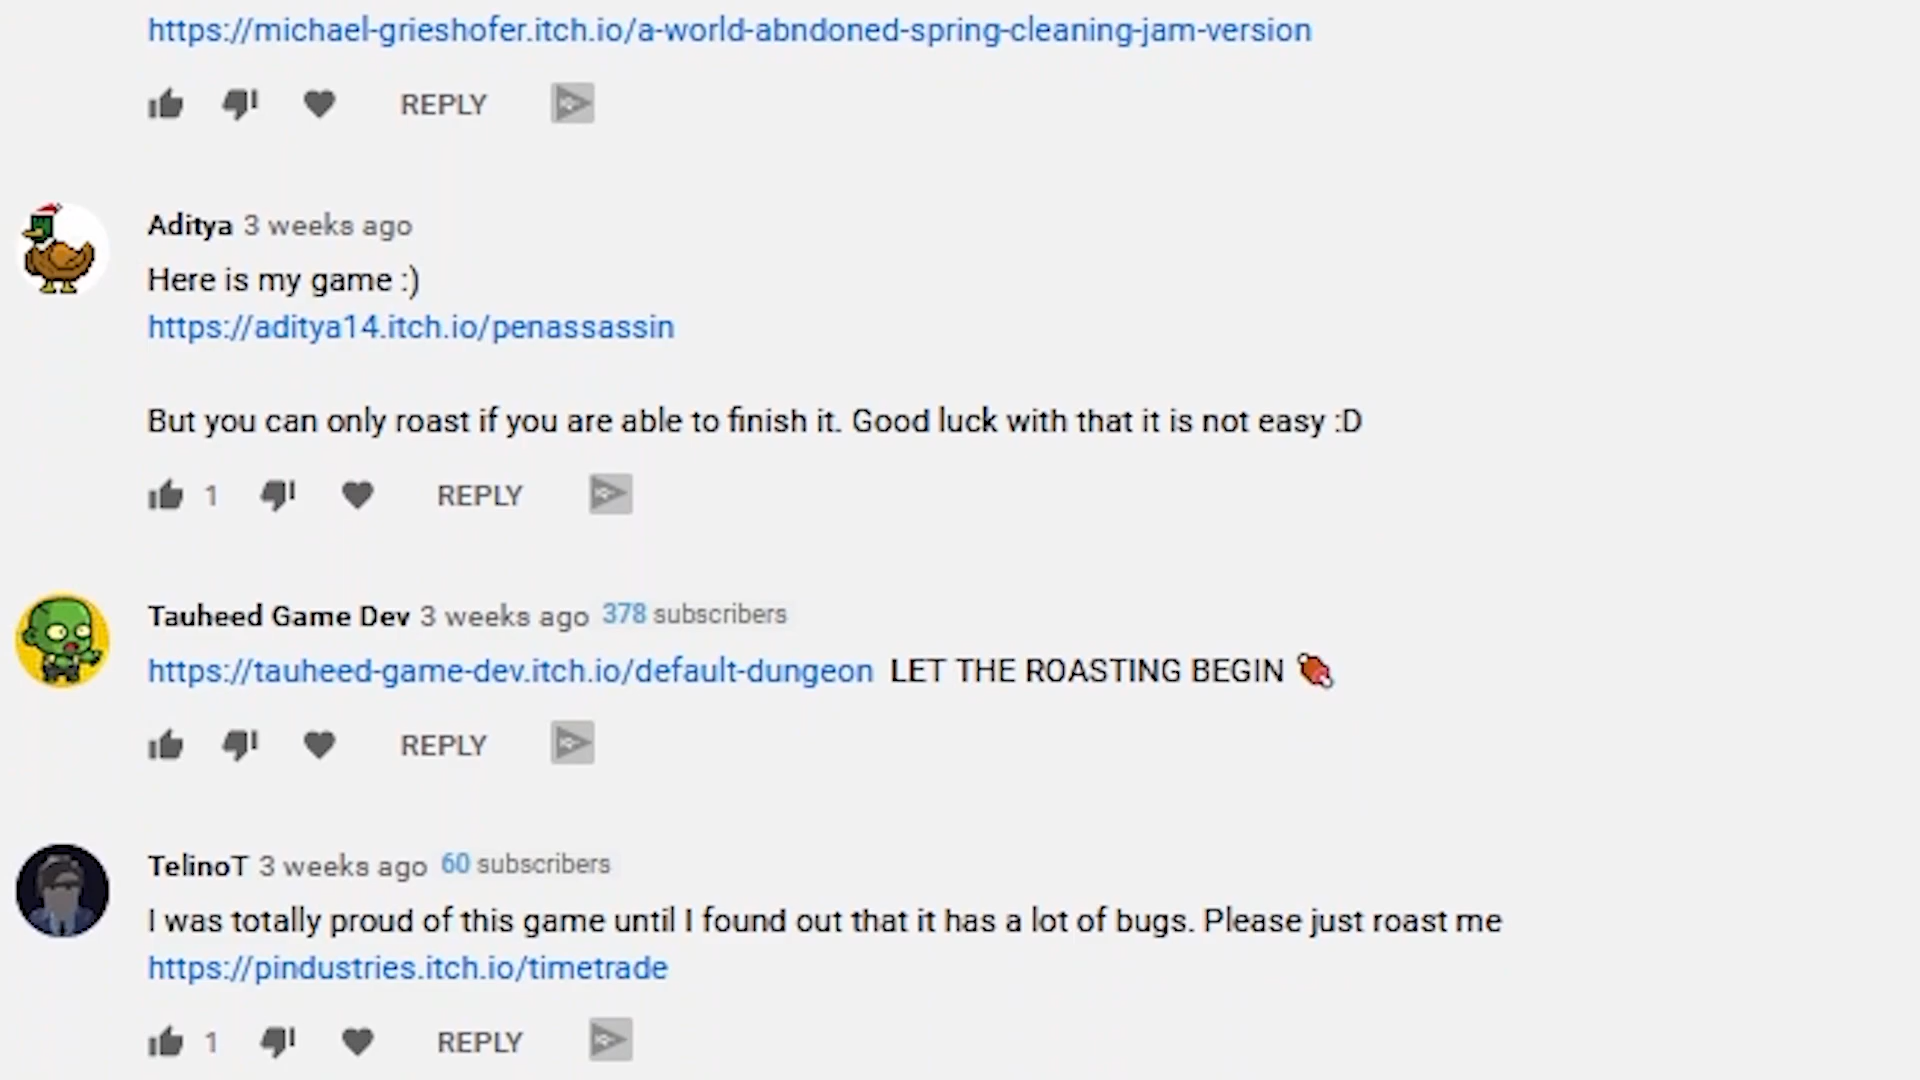 https://michael-grieshofer.itch.io/a-world-abndoned-spring-cleaning-jam-version
REPLY
Aditya 3 weeks ago
Here is my game :)
https://aditya14.itch.io/penassassin
But you can only roast if you are able to finish it. Good luck with that it is not easy :D
1 REPLY
Tauheed Game Dev 3 weeks ago 378 subscribers
https://tauheed-game-dev.itch.io/default-dungeon LET THE ROASTING BEGIN 🍖
REPLY
TelinoT 3 weeks ago 60 subscribers
I was totally proud of this game until I found out that it has a lot of bugs. Please just roast me
https://pindustries.itch.io/timetrade
1 REPLY